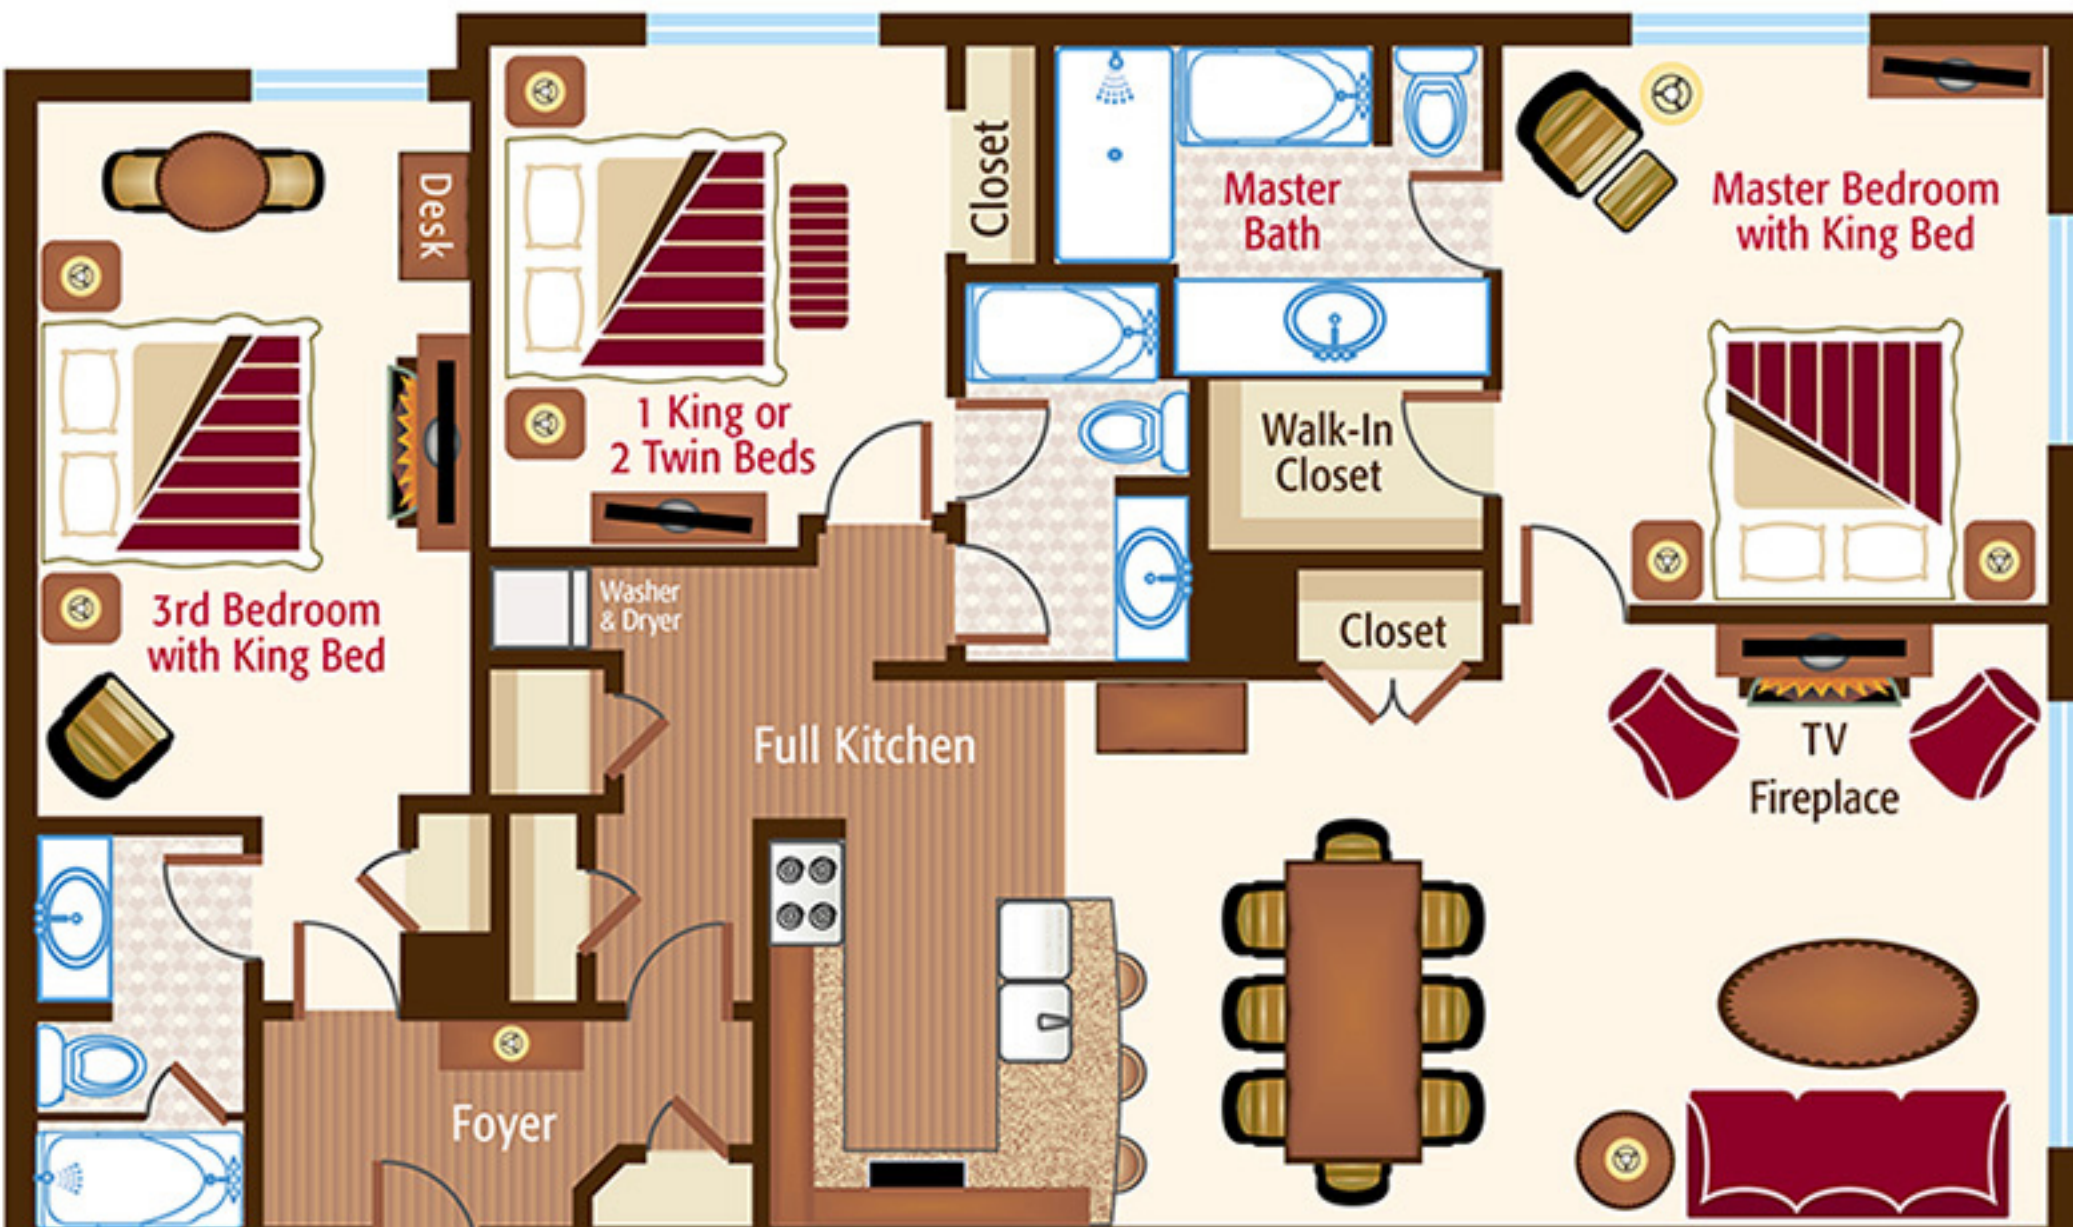 Closet
Master
Bath
Master Bedroom
with King Bed
Desk
1 King or
2 Twin Beds
Walk-In
Closet
3rd Bedroom
with King Bed
Washer
& Dryer
Closet
Full Kitchen
TV
Fireplace
Foyer